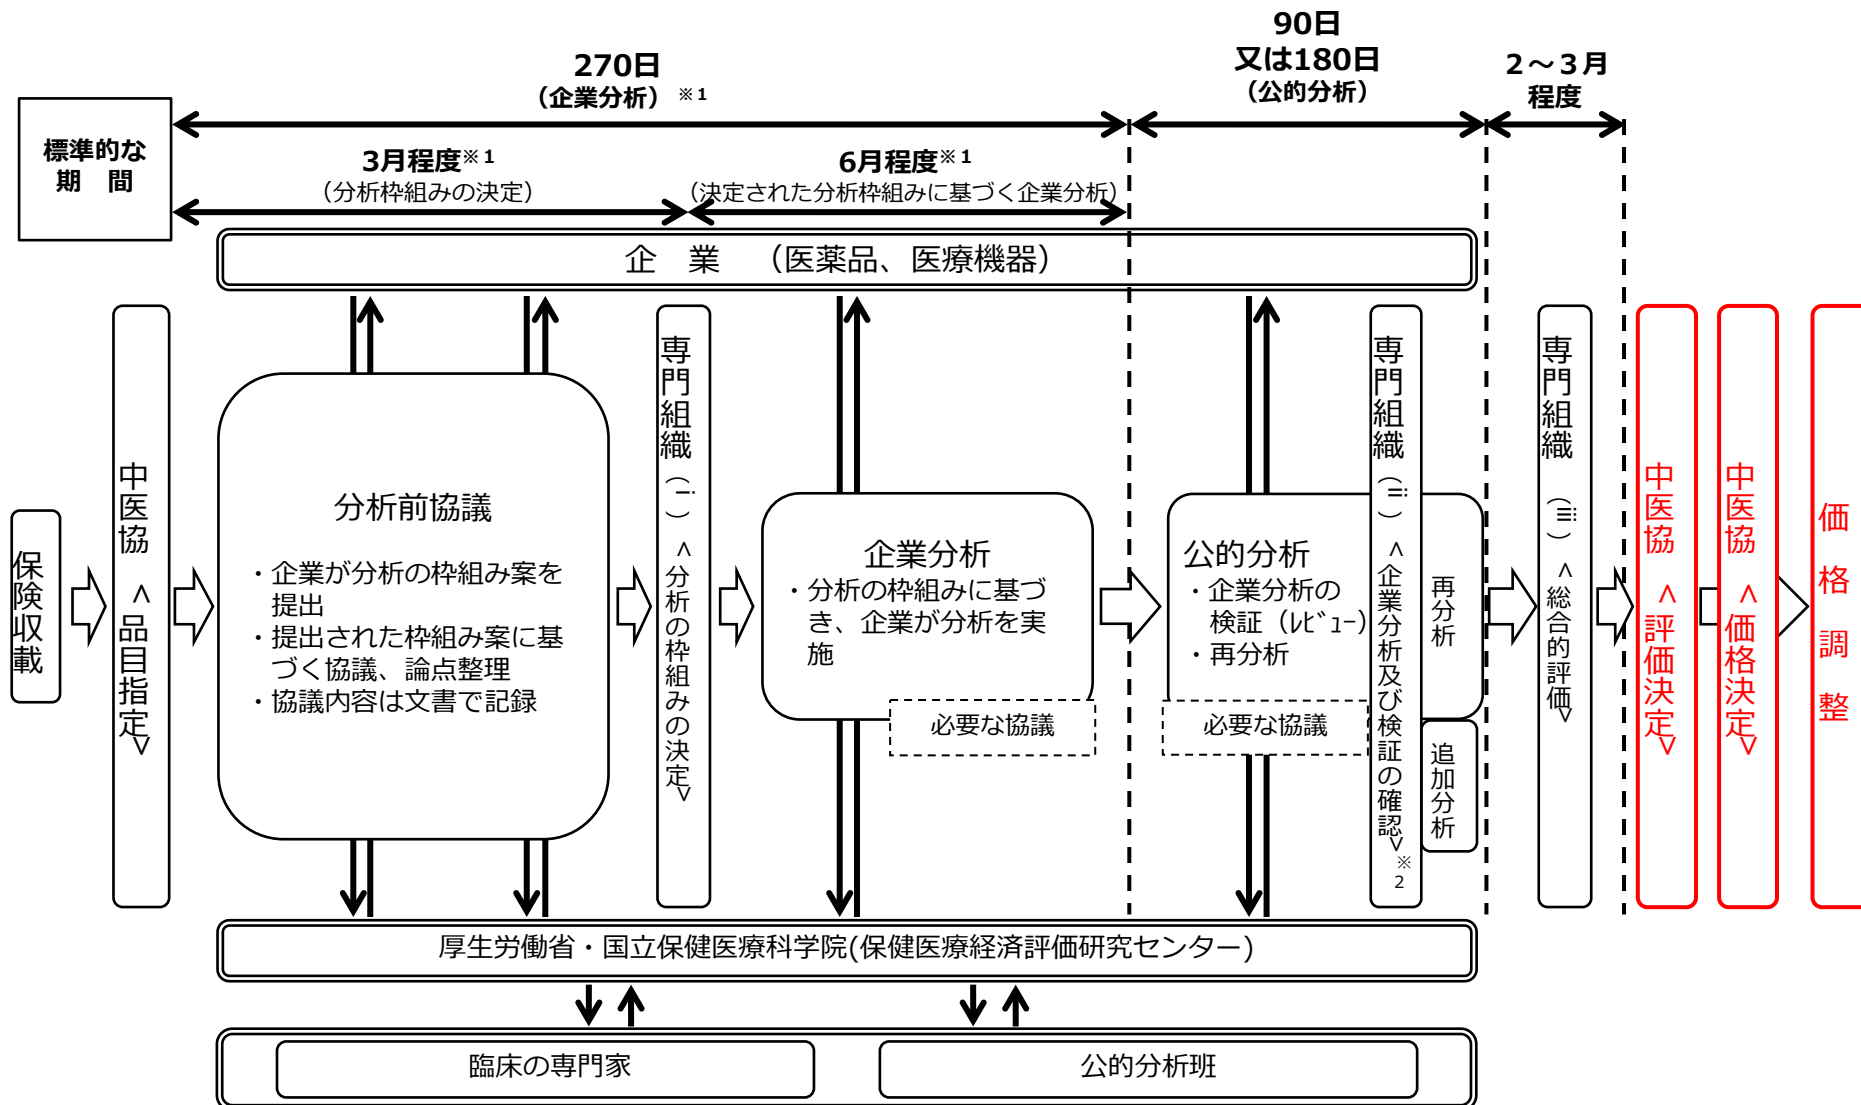 90日
又は180日
（公的分析）
270日
（企業分析）※1
2～3月
程度
標準的な
期　間
3月程度※1
（分析枠組みの決定）
6月程度※1
（決定された分析枠組みに基づく企業分析）
企　業　（医薬品、医療機器）
保険収載
中医協　<品目指定>
分析前協議
・企業が分析の枠組み案を
提出
・提出された枠組み案に基
づく協議、論点整理
・協議内容は文書で記録
専門組織（ⅰ）<分析の枠組みの決定>
企業分析
・分析の枠組みに基づ
き、企業が分析を実
施
必要な協議
公的分析
・企業分析の
検証（ﾚﾋﾞｭｰ）
・再分析
必要な協議
専門組織（ⅱ）<企業分析及び検証の確認>※2
再分析
追加分析
専門組織　（ⅲ）<総合的評価>
中医協　<評価決定>
中医協　<価格決定>
価　格　調　整
厚生労働省・国立保健医療科学院(保健医療経済評価研究センター)
臨床の専門家
公的分析班